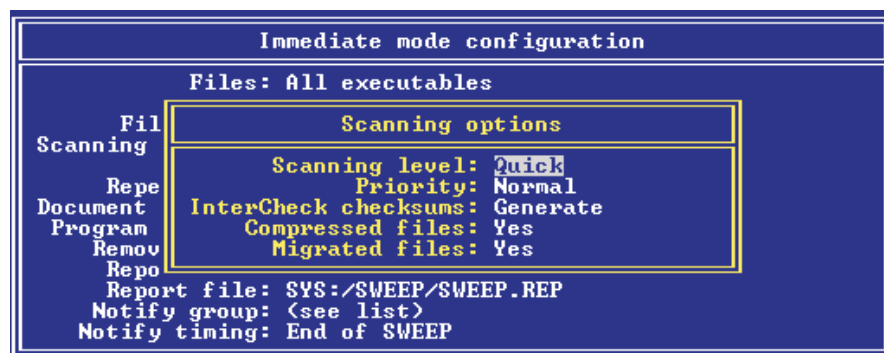 Immediate mode configuration
Files: All executables
Fil
Scanning options
Scanning
Scanning level: Quick
Repe
Priority: Normal
Document
InterCheck checksums: Generate
Program
Compressed files: Yes
Remov
Migrated files: Yes
Repo
Report file: SYS:/SWEEP/SWEEP.REP
Notify group: (see list)
Notify timing: End of SWEEP